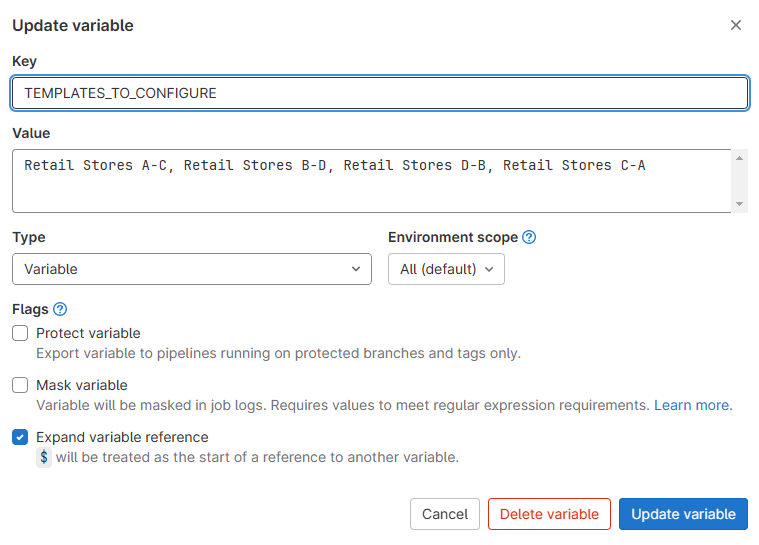 Update variable
Key
TEMPLATES_TO_CONFIGURE
Value
Retail Stores A-C, Retail Stores B-D, Retail Stores D-B, Retail Stores C-A
Type
Environment scope
Variable
All (default)
Flags
Protect variable
Export variable to pipelines running on protected branches and tags only.
Mask variable
Variable will be masked in job logs. Requires values to meet regular expression requirements. Learn more.
Expand variable reference
$ will be treated as the start of a reference to another variable.
Cancel
Delete variable
Update variable